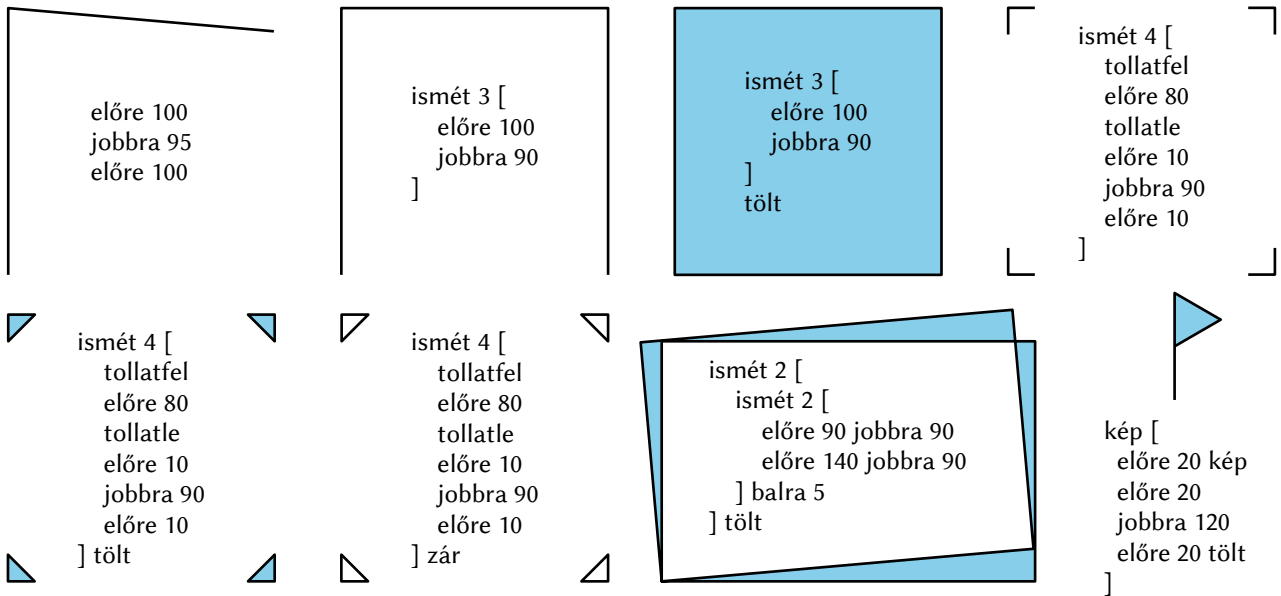 előre 100
jobbra 95
előre 100
ismét 3 [
előre 100
jobbra 90
]
ismét 3 [
előre 100
jobbra 90
]
tölt
ismét 4 [
tollatfel
előre 80
tollatle
előre 10
jobbra 90
előre 10
]
ismét 4 [
tollatfel
előre 80
tollatle
előre 10
jobbra 90
előre 10
] tölt
ismét 4 [
tollatfel
előre 80
tollatle
előre 10
jobbra 90
előre 10
] zár
ismét 2 [
ismét 2 [
előre 90 jobbra 90
előre 140 jobbra 90
] balra 5
] tölt
kép [
előre 20 kép
előre 20
jobbra 120
előre 20 tölt
]